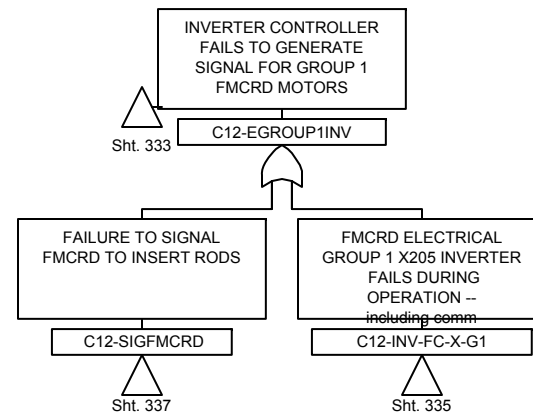 INVERTER CONTROLLER
FAILS TO GENERATE
SIGNAL FOR GROUP 1
FMCRD MOTORS
Sht. 333
C12-EGROUP1INV
FAILURE TO SIGNAL
FMCRD TO INSERT RODS
C12-SIGFMCRD
Sht. 337
FMCRD ELECTRICAL
GROUP 1 X205 INVERTER
FAILS DURING
OPERATION --
including comm
C12-INV-FC-X-G1
Sht. 335